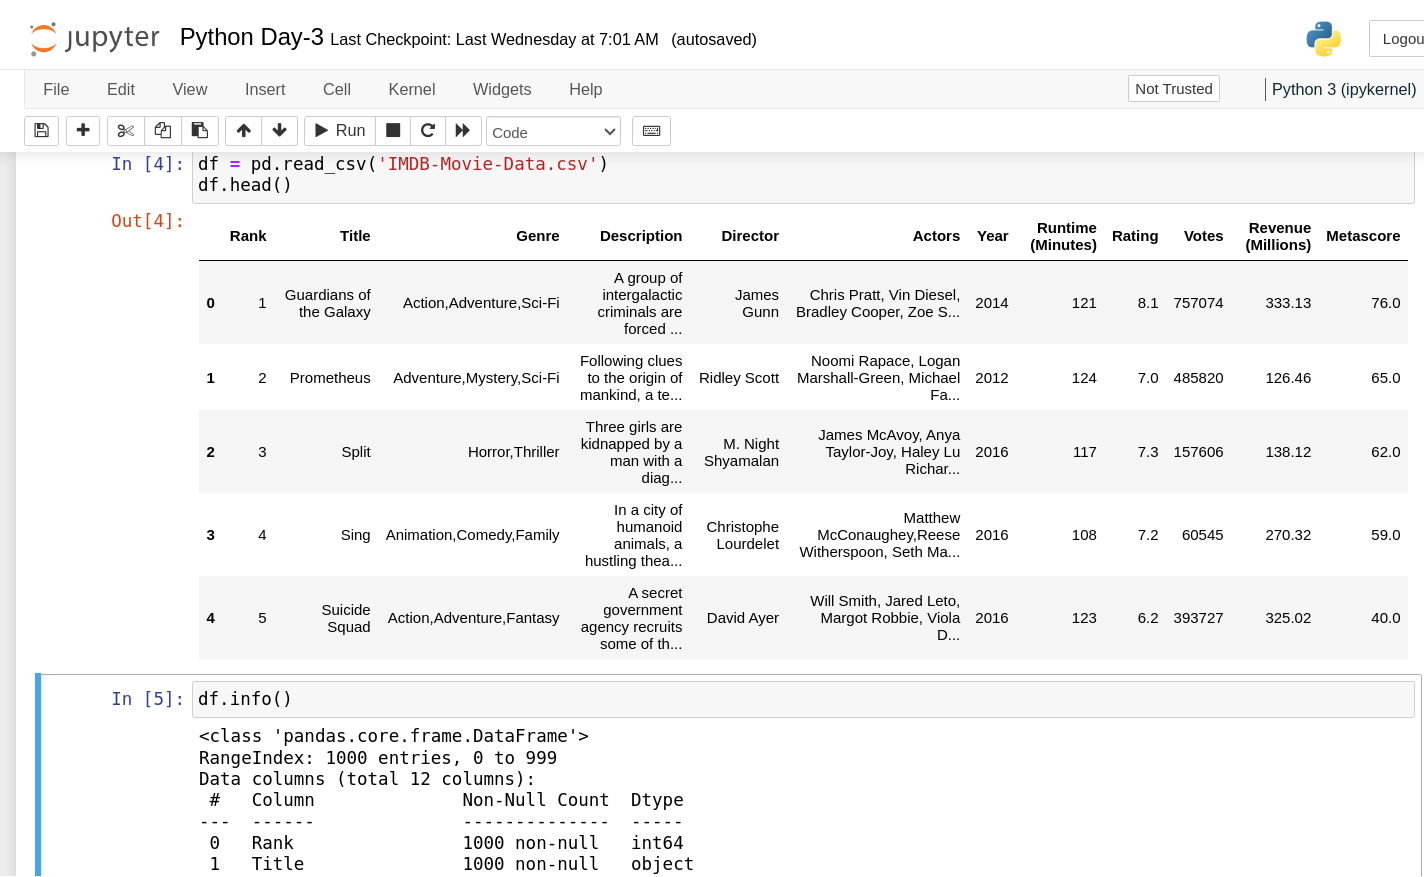 jupyter Python Day-3 Last Checkpoint: Last Wednesday at 7:01 AM (autosaved)
Logou
File Edit View Insert Cell Kernel Widgets Help
Not Trusted
Python 3 (ipykernel)
Run
Code
In [4]: df = pd.read_csv('IMDB-Movie-Data.csv')
df.head()
Out[4]:
Rank Title Genre Description Director Actors Year Runtime (Minutes) Rating Votes Revenue (Millions) Metascore
0 1 Guardians of the Galaxy Action,Adventure,Sci-Fi A group of intergalactic criminals are forced ... James Gunn Chris Pratt, Vin Diesel, Bradley Cooper, Zoe S... 2014 121 8.1 757074 333.13 76.0
1 2 Prometheus Adventure,Mystery,Sci-Fi Following clues to the origin of mankind, a te... Ridley Scott Noomi Rapace, Logan Marshall-Green, Michael Fa... 2012 124 7.0 485820 126.46 65.0
2 3 Split Horror,Thriller Three girls are kidnapped by a man with a diag... M. Night Shyamalan James McAvoy, Anya Taylor-Joy, Haley Lu Richar... 2016 117 7.3 157606 138.12 62.0
3 4 Sing Animation,Comedy,Family In a city of humanoid animals, a hustling thea... Christophe Lourdelet Matthew McConaughey,Reese Witherspoon, Seth Ma... 2016 108 7.2 60545 270.32 59.0
4 5 Suicide Squad Action,Adventure,Fantasy A secret government agency recruits some of th... David Ayer Will Smith, Jared Leto, Margot Robbie, Viola D... 2016 123 6.2 393727 325.02 40.0
In [5]: df.info()
<class 'pandas.core.frame.DataFrame'>
RangeIndex: 1000 entries, 0 to 999
Data columns (total 12 columns):
 #   Column              Non-Null Count  Dtype
---  ------              --------------  -----
 0   Rank                1000 non-null   int64
 1   Title               1000 non-null   object